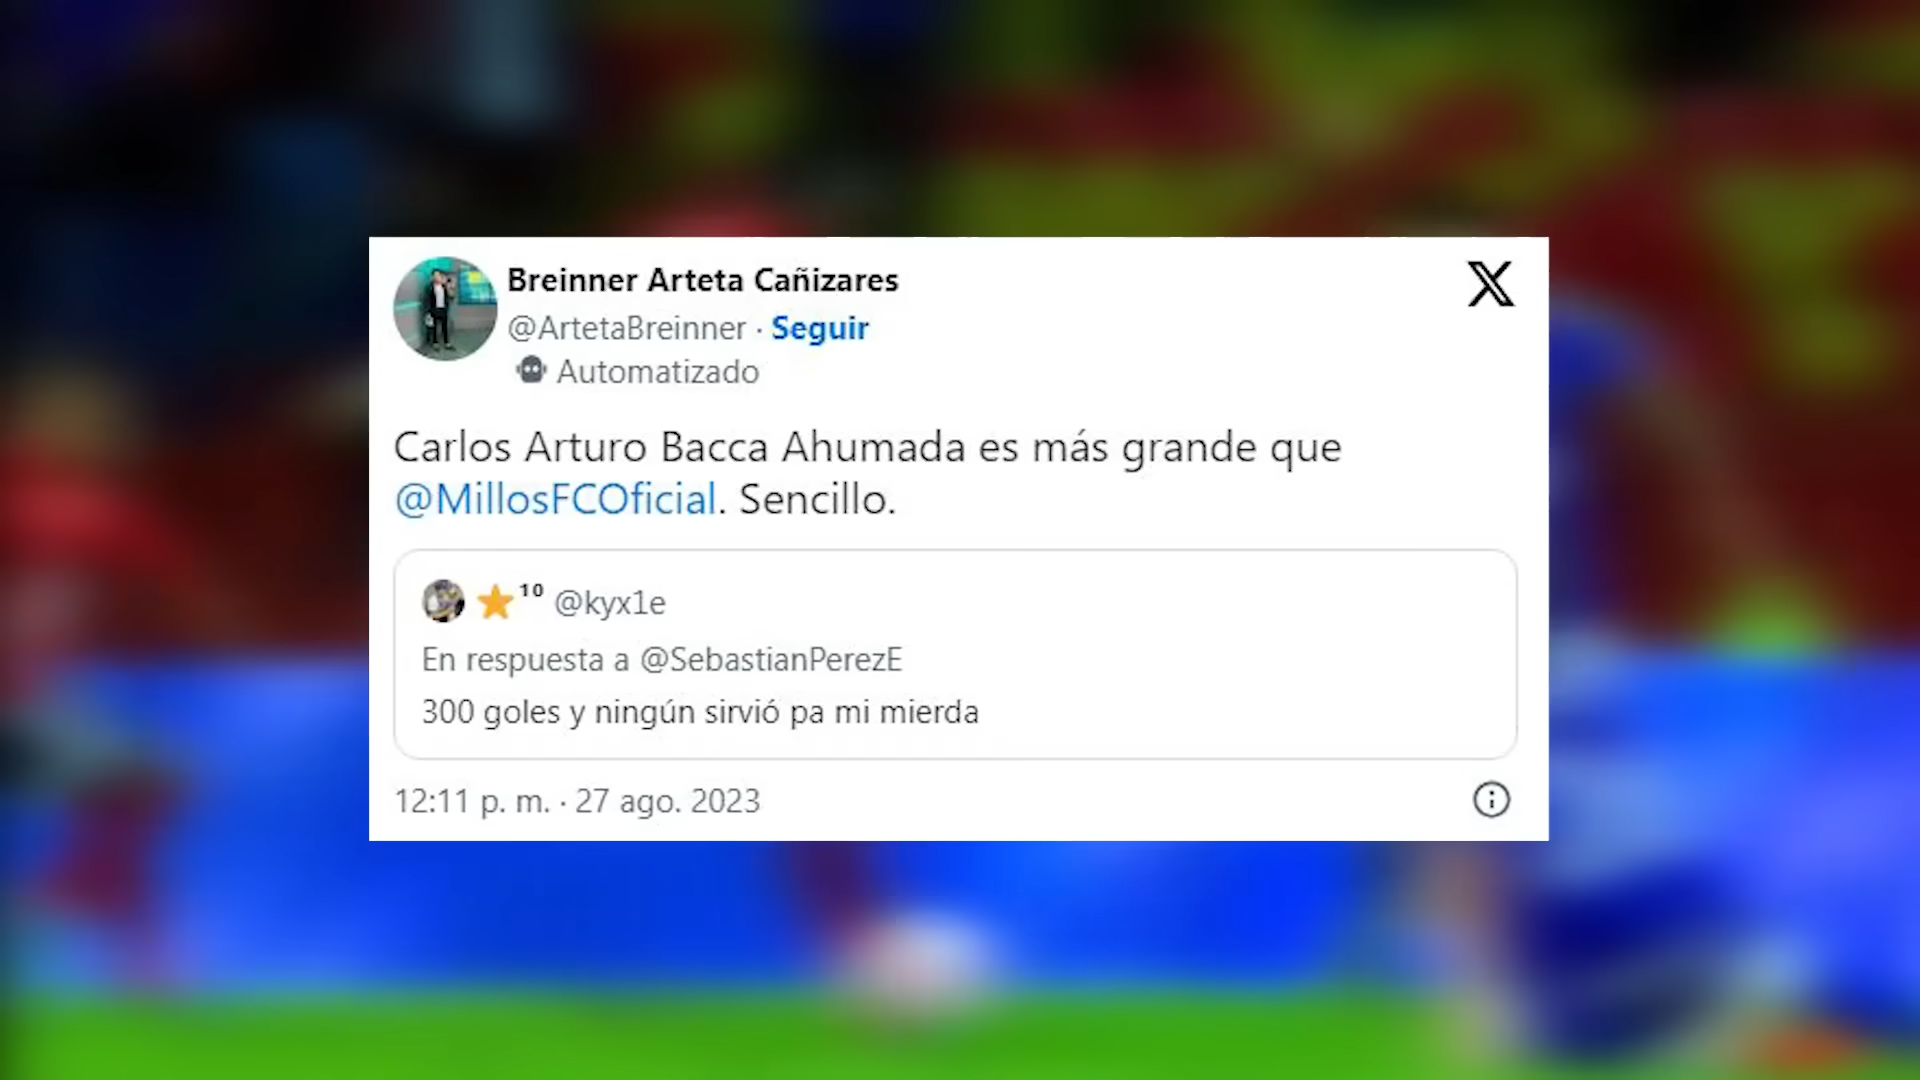 Breinner Arteta Cañizares
@ArtetaBreinner · Seguir
Automatizado
Carlos Arturo Bacca Ahumada es más grande que
@MillosFCOficial. Sencillo.
⭐¹⁰ @kyx1e
En respuesta a @SebastianPerezE
300 goles y ningún sirvió pa mi mierda
12:11 p. m. · 27 ago. 2023